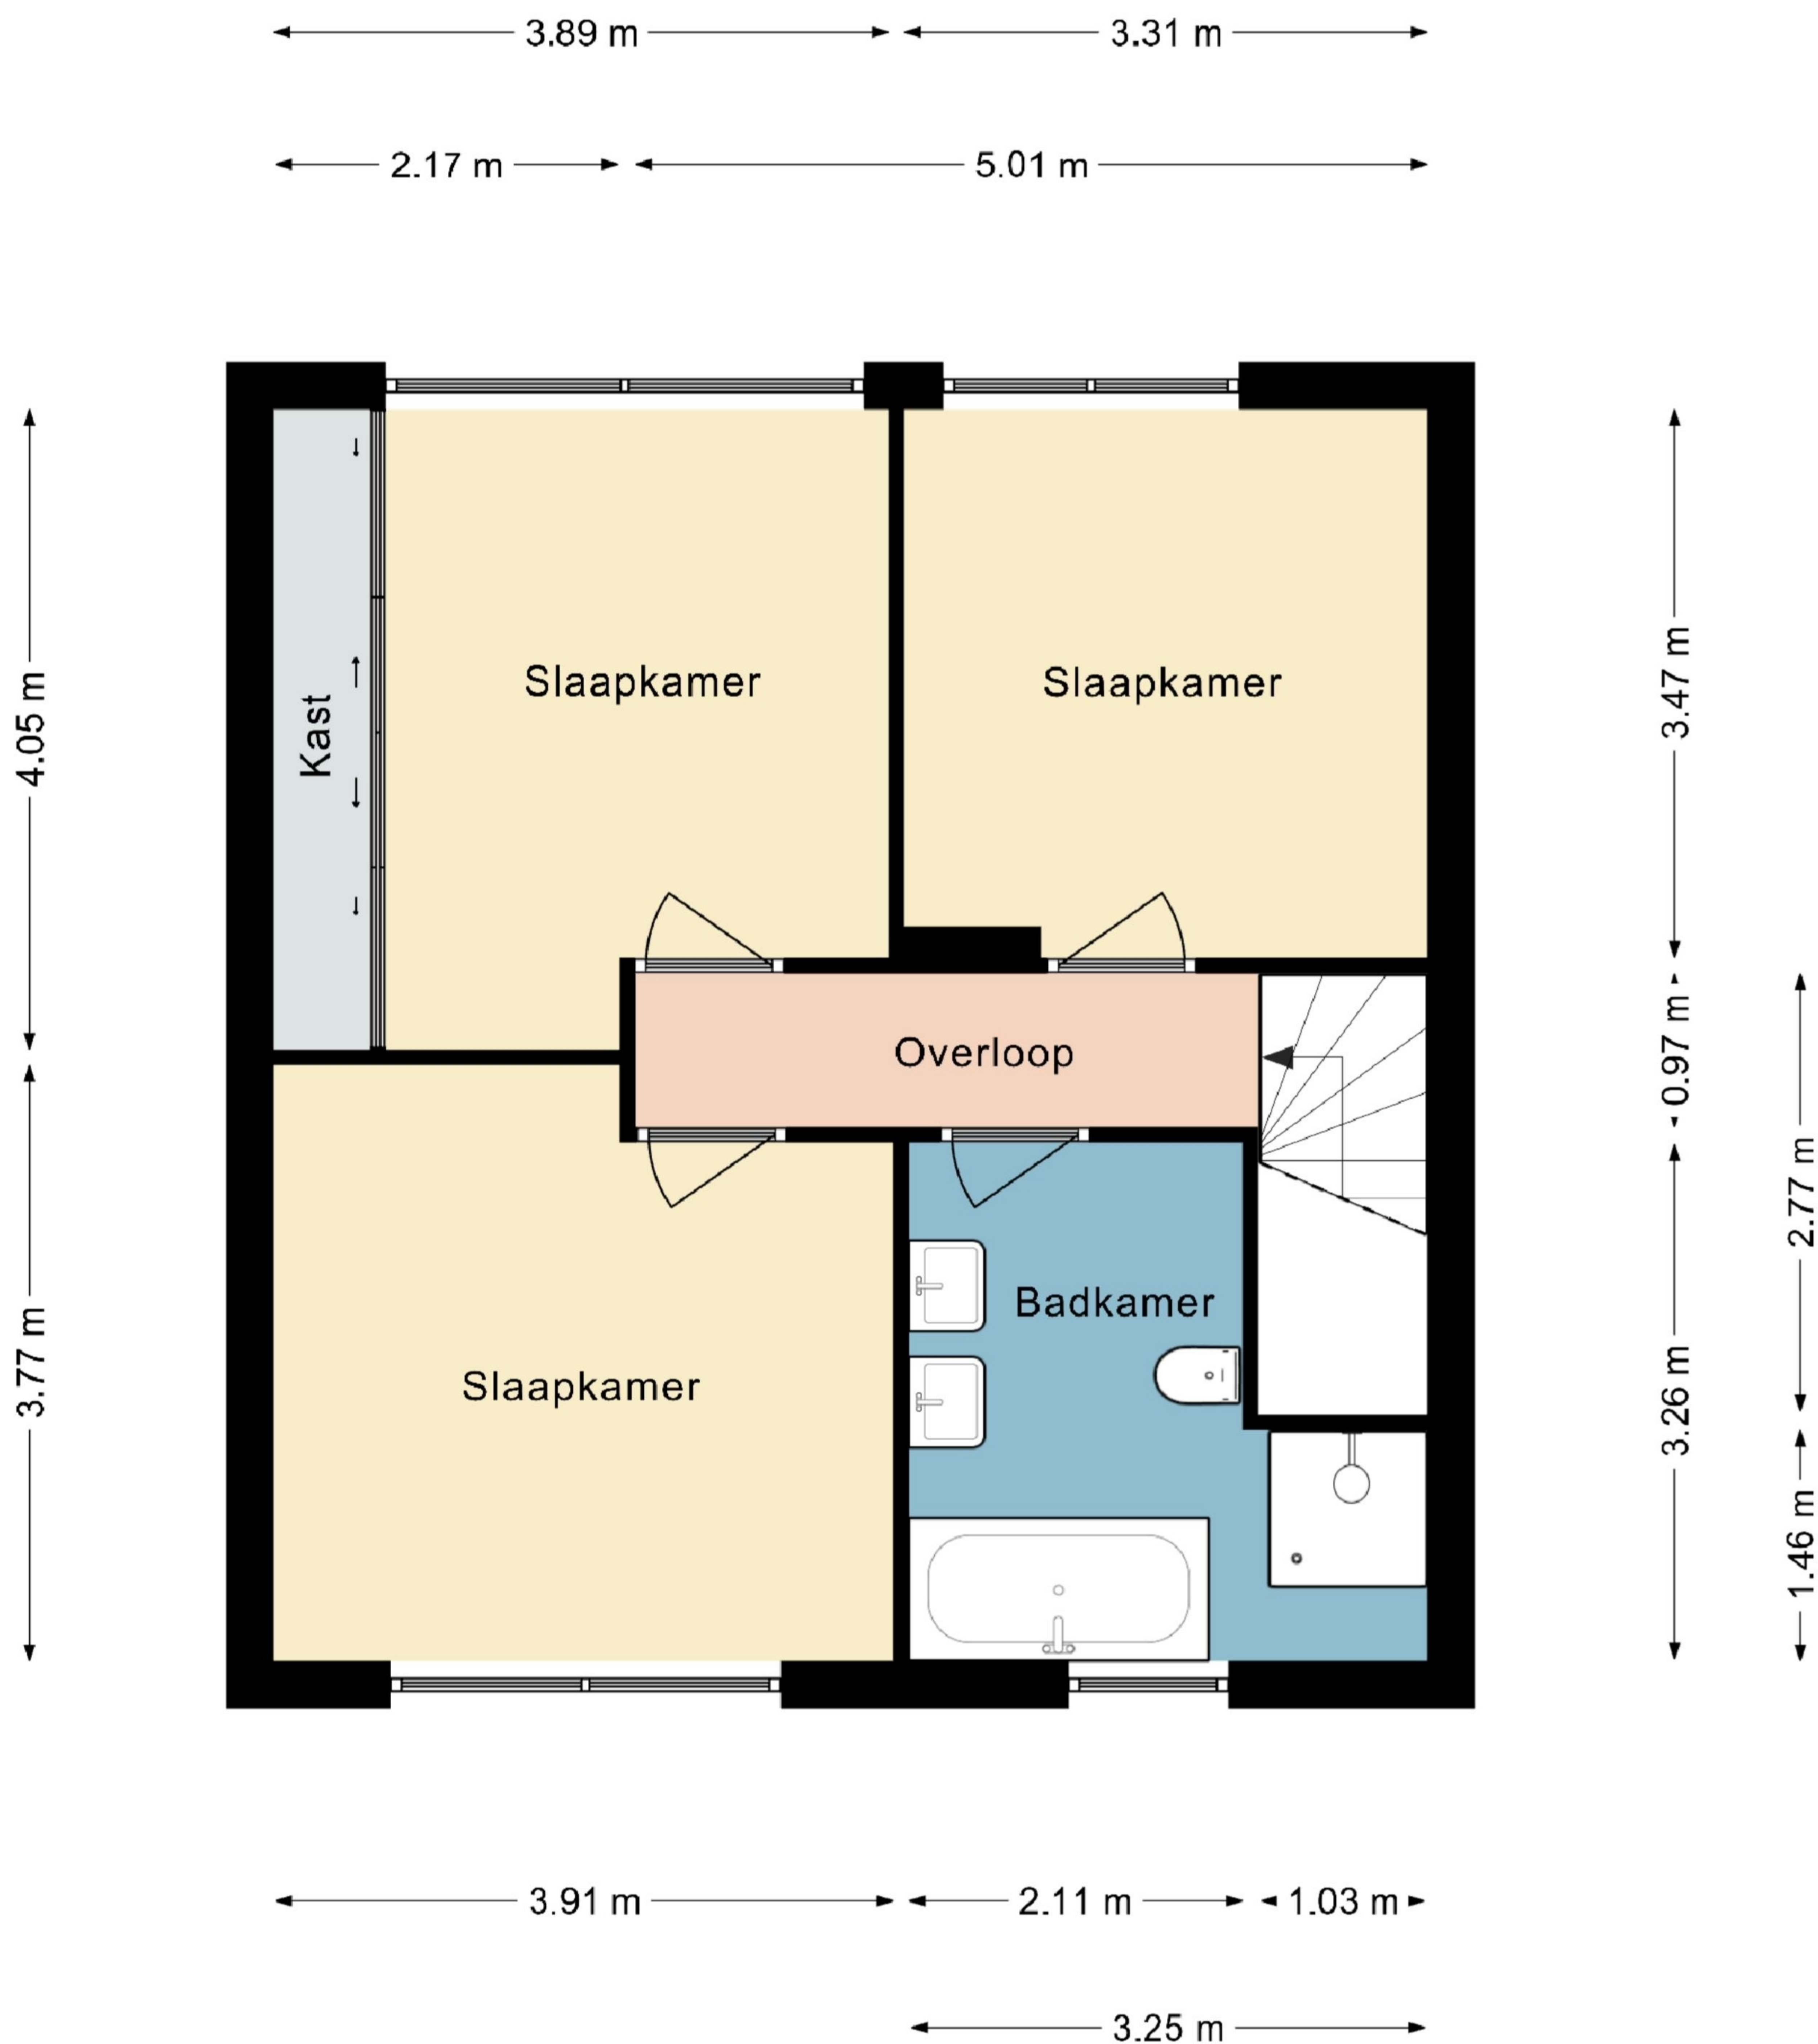 3.89 m
3.31 m
2.17 m
5.01 m
Slaapkamer
Slaapkamer
Kast
4.05 m
3.47 m
Overloop
0.97 m
2.77 m
Badkamer
Slaapkamer
3.77 m
3.26 m
1.46 m
3.91 m
2.11 m
1.03 m
3.25 m